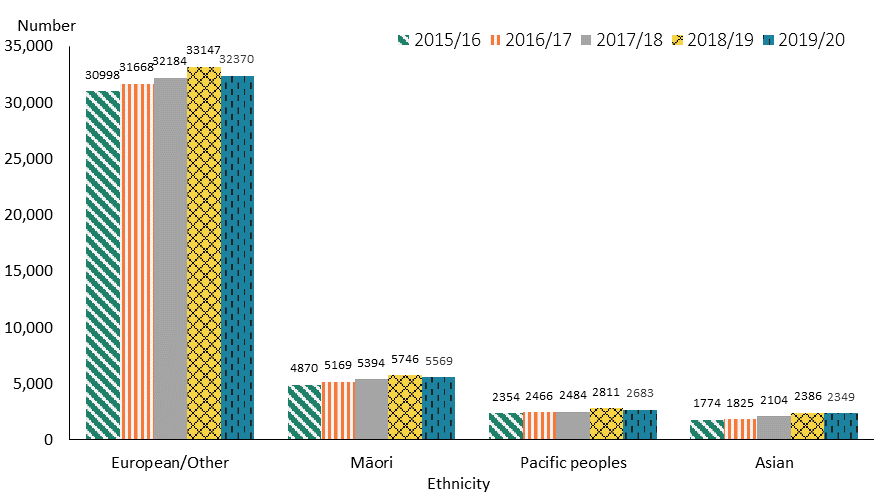 Number
2015/16 2016/17 2017/18 2018/19 2019/20
35,000
30,000
25,000
20,000
15,000
10,000
5,000
0
30998 31668 32184 33147 32370
4870 5169 5394 5746 5569
2354 2466 2484 2811 2683
1774 1825 2104 2386 2349
European/Other Māori Pacific peoples Asian
Ethnicity